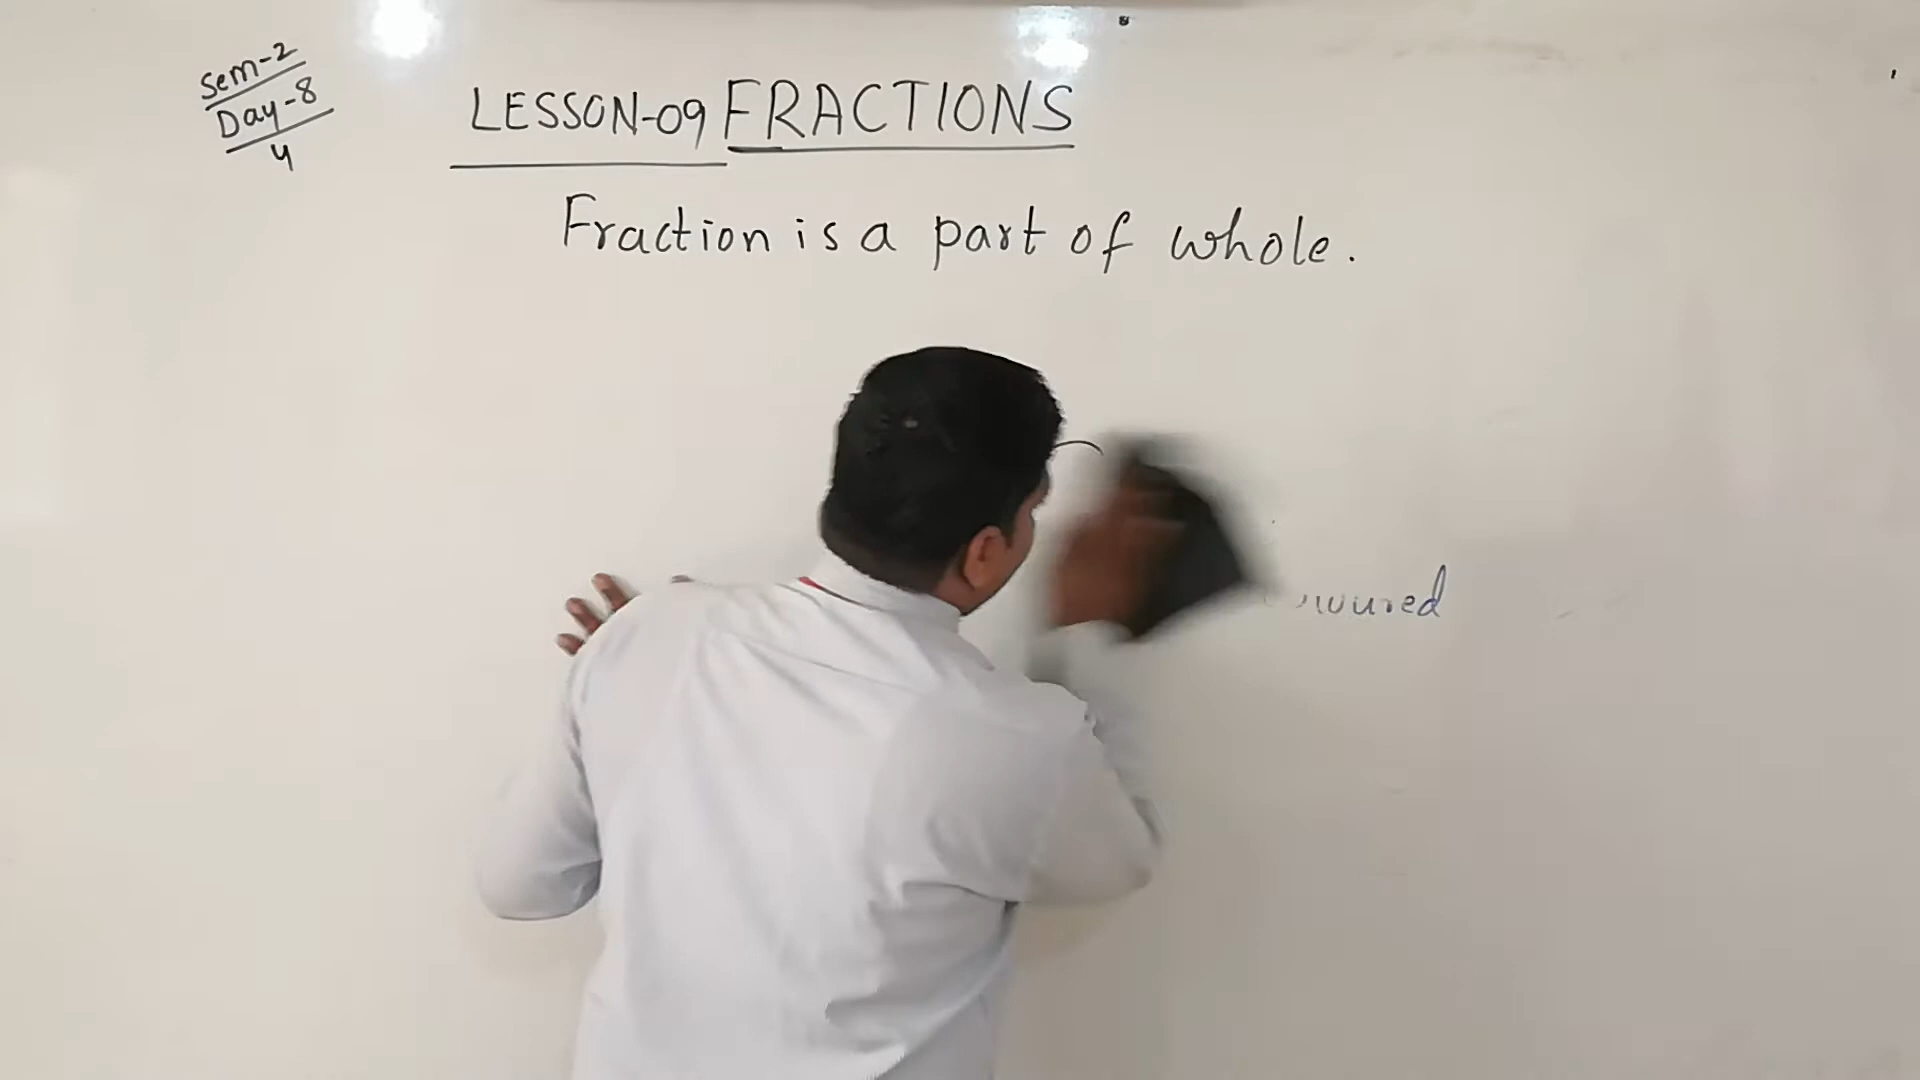 Sem-2
Day-8
4
LESSON-09 FRACTIONS
Fraction is a part of whole.